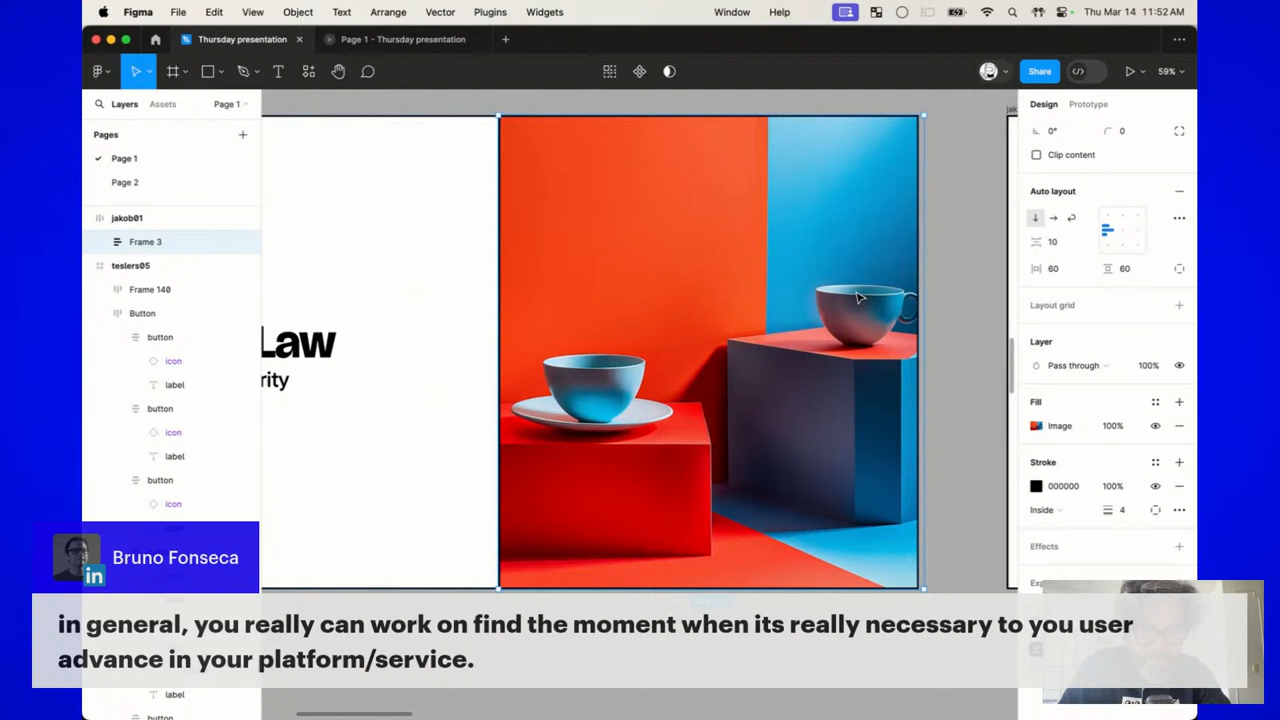 Figma File Edit View Object Text Arrange Vector Plugins Widgets Window Help Thu Mar 14 11:52 AM
Thursday presentation Page 1 - Thursday presentation
Share 59%
Layers Assets Page 1
Design Prototype
0° 0
Pages
Clip content
Page 1
Page 2
Auto layout
jakob01
Frame 3
10
teslers05
60 60
Frame 140
Layout grid
Button
button
Layer
icon
Pass through 100%
label
Fill
button
Image 100%
icon
label
Stroke
button
000000 100%
icon
Inside 4
Effects
Law
rity
Bruno Fonseca
in
in general, you really can work on find the moment when its really necessary to you user
advance in your platform/service.
label
button